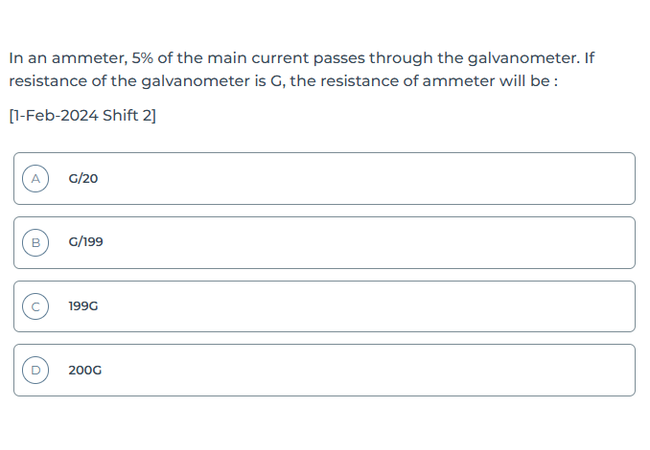 In an ammeter, 5% of the main current passes through the galvanometer. If
resistance of the galvanometer is G, the resistance of ammeter will be :
[1-Feb-2024 Shift 2]
A G/20
B G/199
C 199G
D 200G